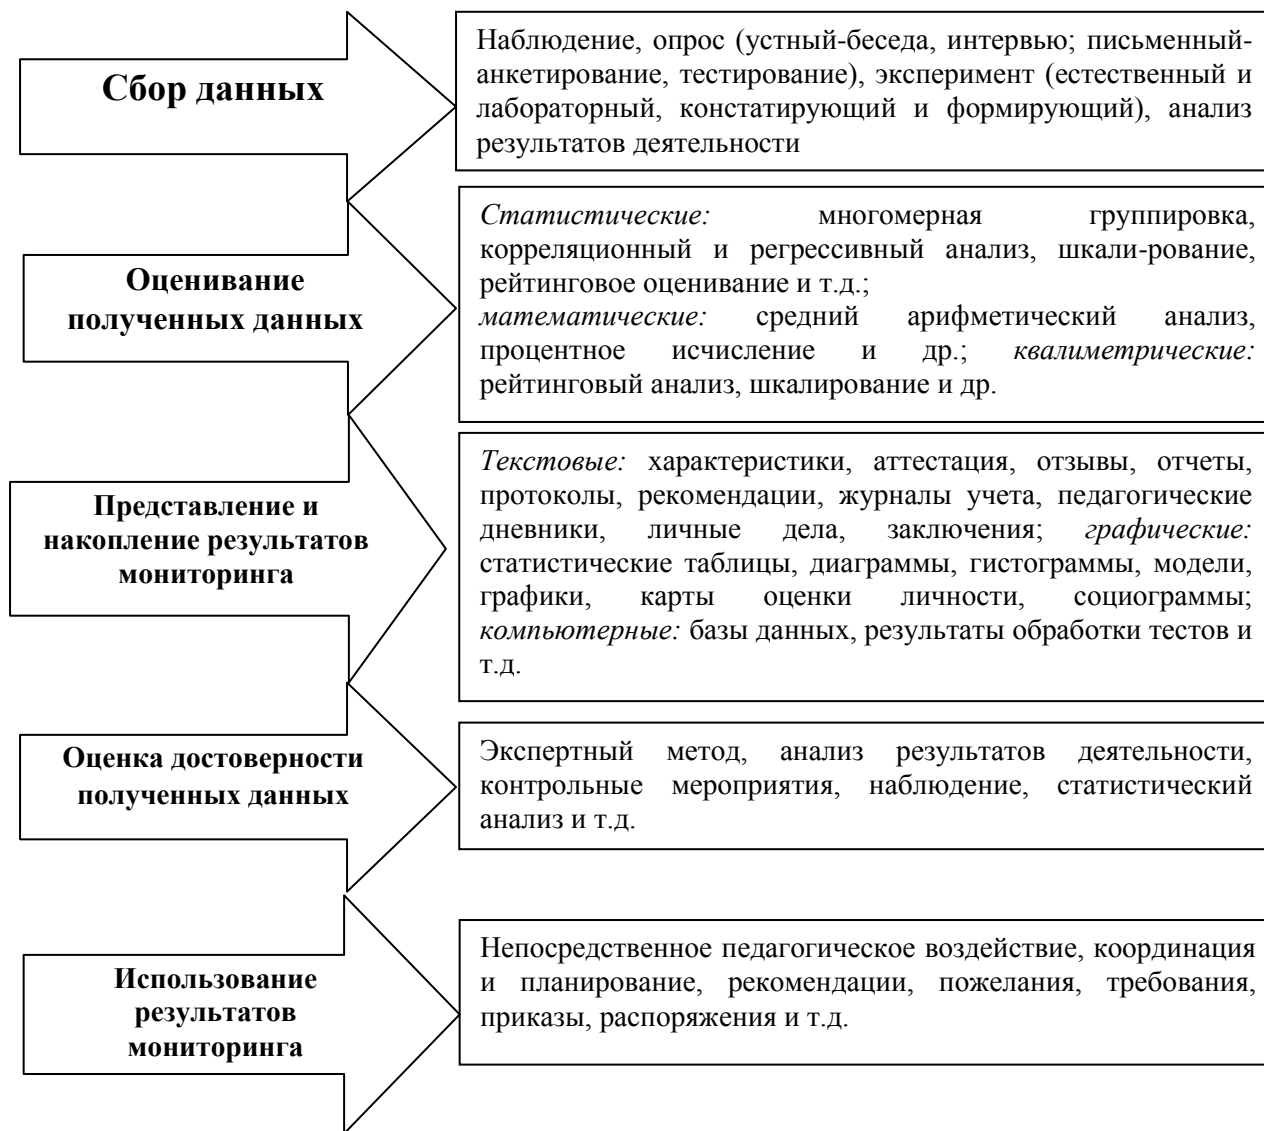 Сбор данных
Наблюдение, опрос (устный-беседа, интервью; письменный-
анкетирование, тестирование), эксперимент (естественный и
лабораторный, констатирующий и формирующий), анализ
результатов деятельности
Оценивание
полученных данных
Статистические: многомерная группировка,
корреляционный и регрессивный анализ, шкали-рование,
рейтинговое оценивание и т.д.;
математические: средний арифметический анализ,
процентное исчисление и др.; квалиметрические:
рейтинговый анализ, шкалирование и др.
Представление и
накопление результатов
мониторинга
Текстовые: характеристики, аттестация, отзывы, отчеты,
протоколы, рекомендации, журналы учета, педагогические
дневники, личные дела, заключения; графические:
статистические таблицы, диаграммы, гистограммы, модели,
графики, карты оценки личности, социограммы;
компьютерные: базы данных, результаты обработки тестов и
т.д.
Оценка достоверности
полученных данных
Экспертный метод, анализ результатов деятельности,
контрольные мероприятия, наблюдение, статистический
анализ и т.д.
Использование
результатов
мониторинга
Непосредственное педагогическое воздействие, координация
и планирование, рекомендации, пожелания, требования,
приказы, распоряжения и т.д.